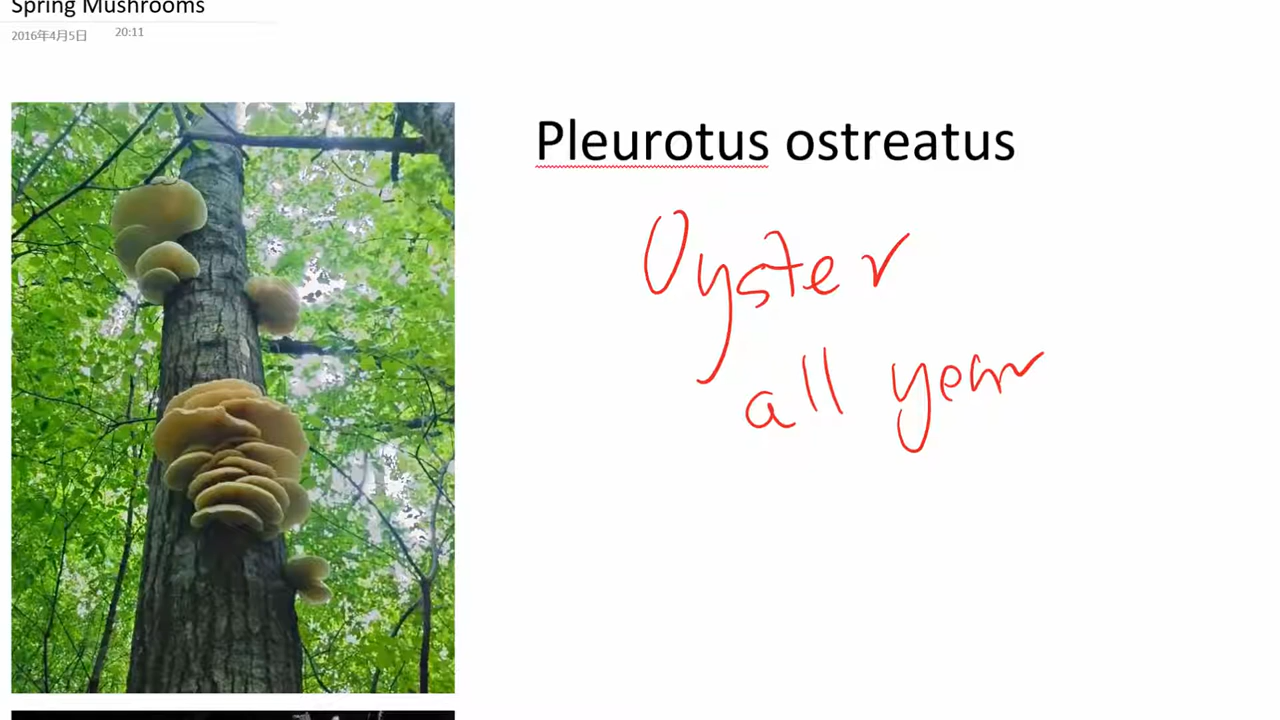 Spring Mushrooms
2016年4月5日 20:11
Pleurotus ostreatus
Oyster
all year